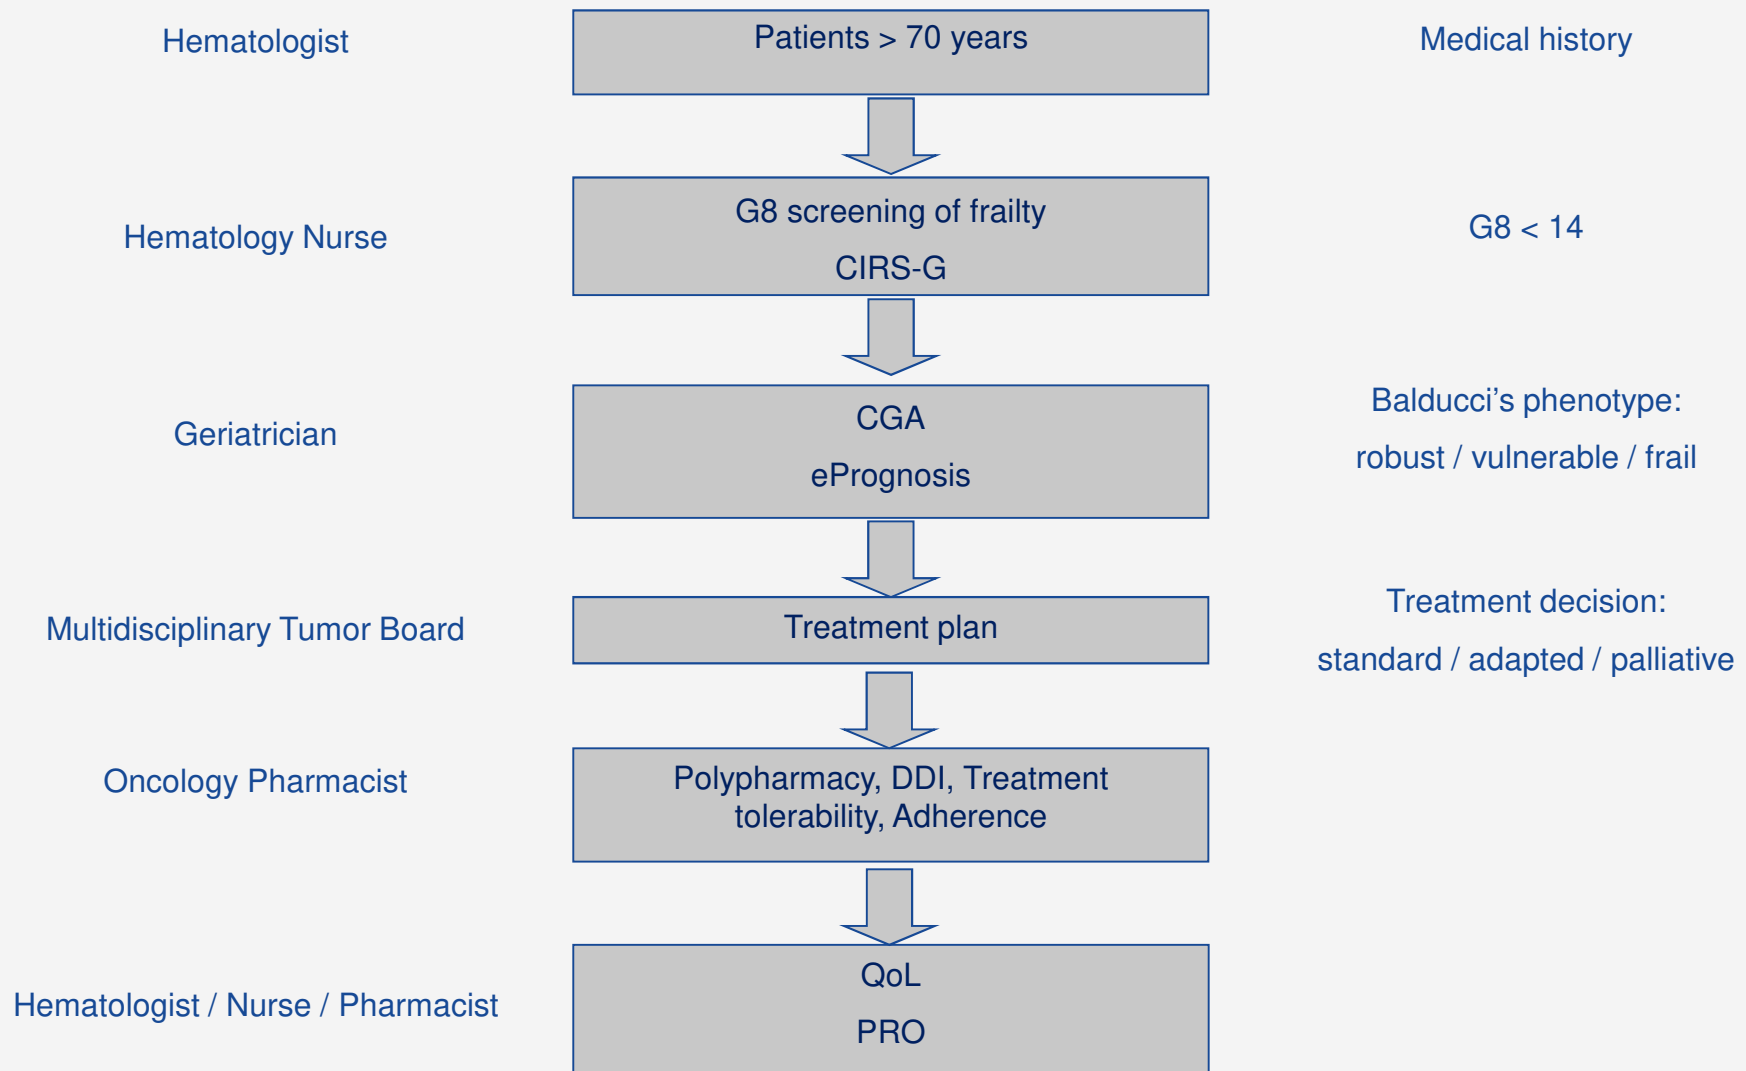 Hematologist
Patients > 70 years
Medical history
Hematology Nurse
G8 screening of frailty
CIRS-G
G8 < 14
Geriatrician
CGA
ePrognosis
Balducci’s phenotype:
robust / vulnerable / frail
Multidisciplinary Tumor Board
Treatment plan
Treatment decision:
standard / adapted / palliative
Oncology Pharmacist
Polypharmacy, DDI, Treatment
tolerability, Adherence
Hematologist / Nurse / Pharmacist
QoL
PRO